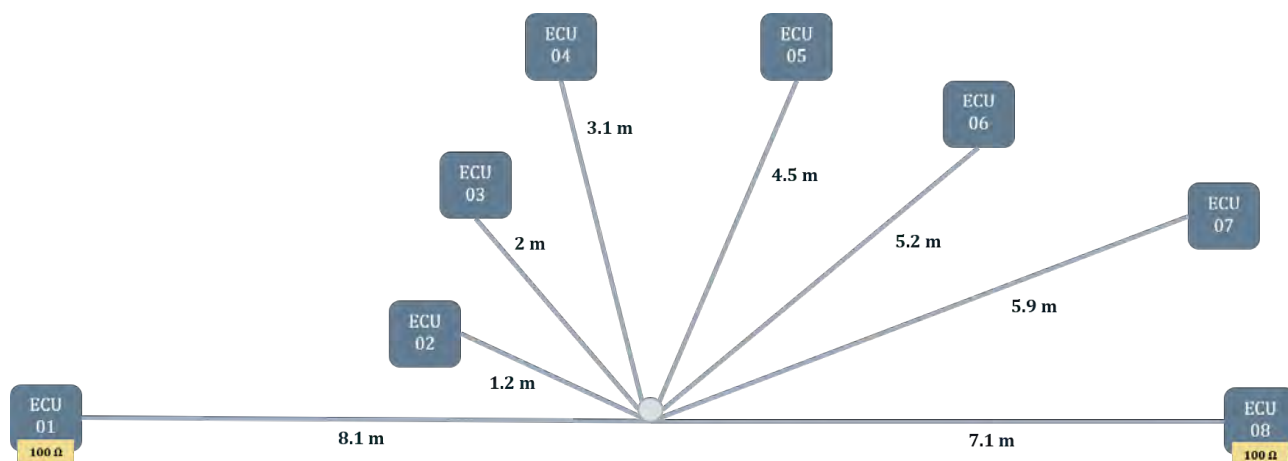 ECU
04
ECU
05
ECU
06
3.1 m
ECU
03
4.5 m
ECU
07
2 m
5.2 m
5.9 m
ECU
02
1.2 m
ECU
01
100 Ω
8.1 m
7.1 m
ECU
08
100 Ω